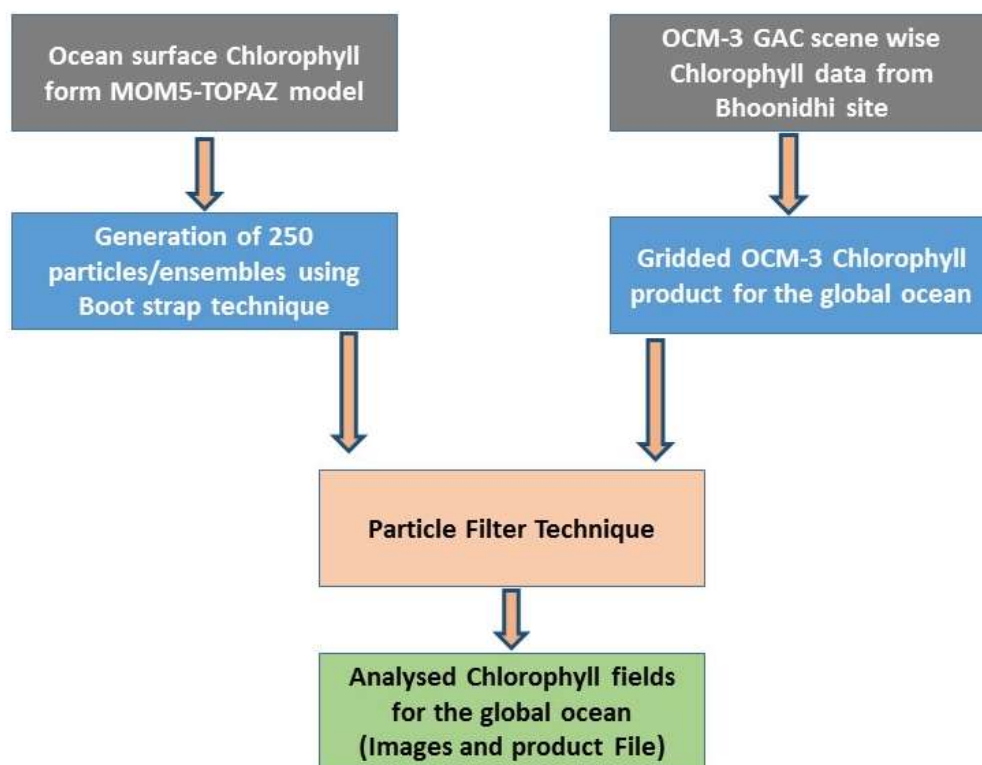 Ocean surface Chlorophyll
form MOM5-TOPAZ model
OCM-3 GAC scene wise
Chlorophyll data from
Bhoonidhi site
Generation of 250
particles/ensembles using
Boot strap technique
Gridded OCM-3 Chlorophyll
product for the global ocean
Particle Filter Technique
Analysed Chlorophyll fields
for the global ocean
(Images and product File)